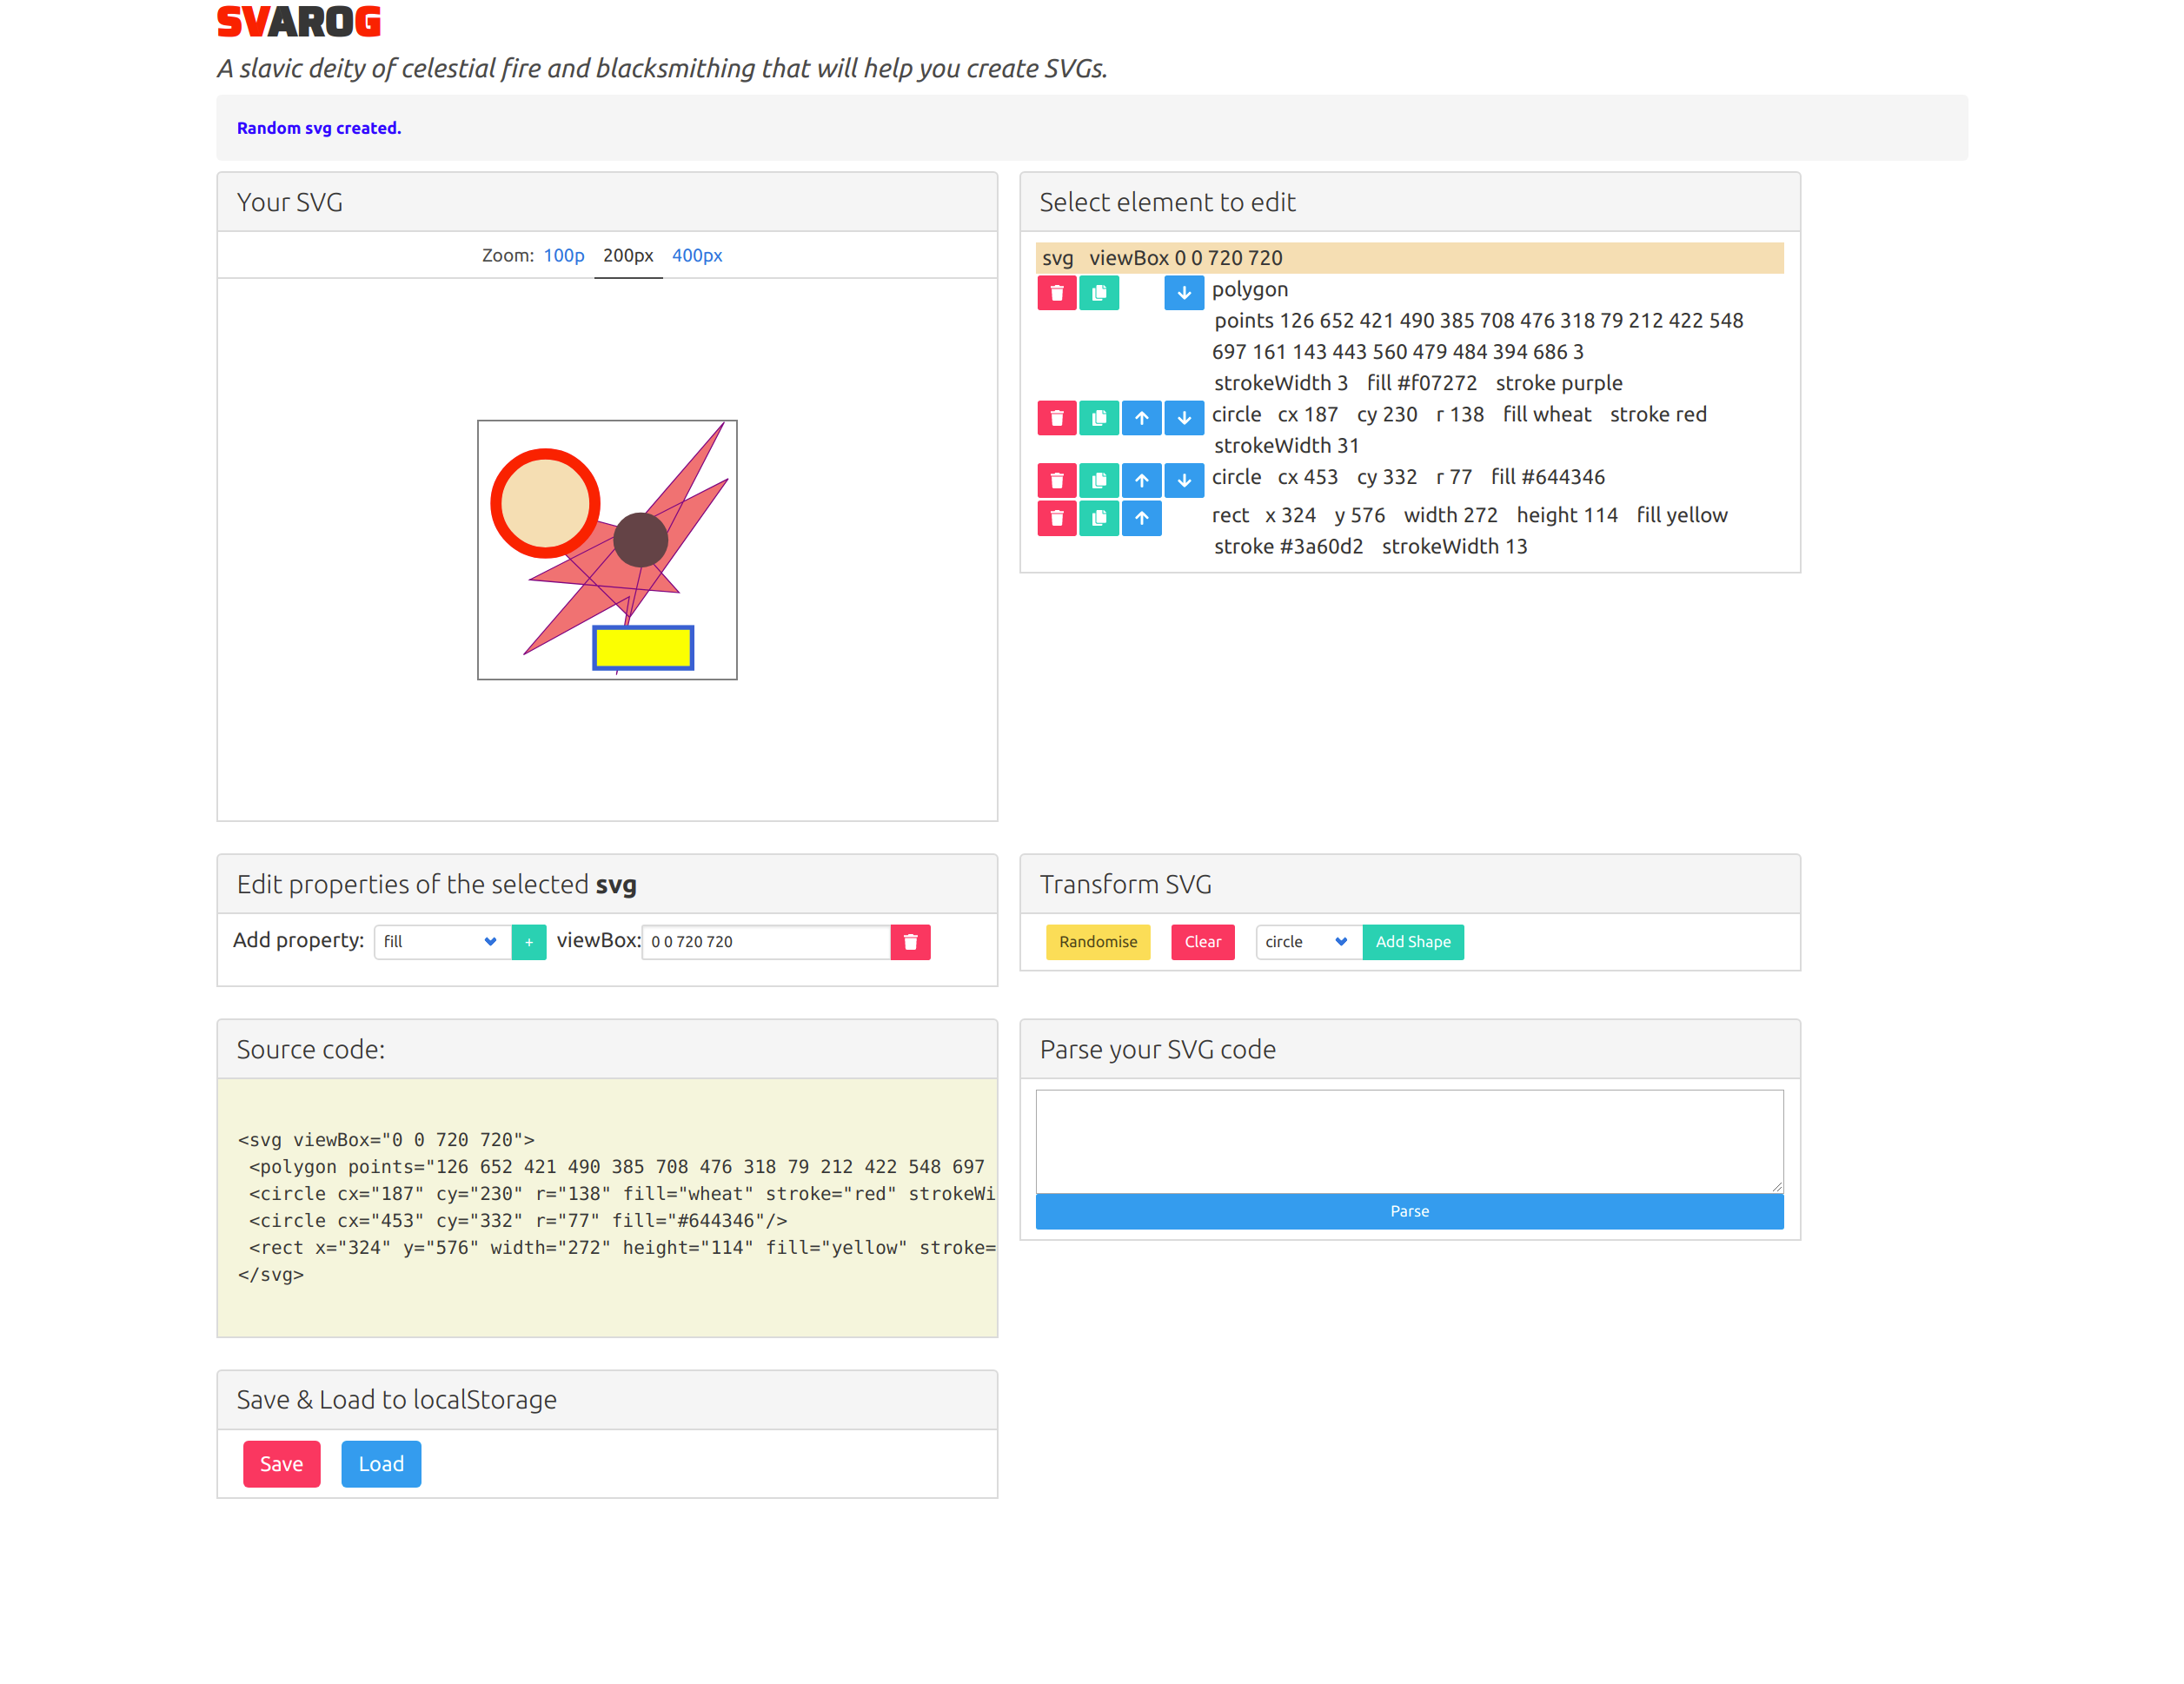 SVAROG
A slavic deity of celestial fire and blacksmithing that will help you create SVGs.
Random svg created.
Your SVG
Zoom: 100p 200px 400px
Select element to edit
svg viewBox 0 0 720 720
polygon
points 126 652 421 490 385 708 476 318 79 212 422 548
697 161 143 443 560 479 484 394 686 3
strokeWidth 3 fill #f07272 stroke purple
circle cx 187 cy 230 r 138 fill wheat stroke red
strokeWidth 31
circle cx 453 cy 332 r 77 fill #644346
rect x 324 y 576 width 272 height 114 fill yellow
stroke #3a60d2 strokeWidth 13
Edit properties of the selected svg
Add property: fill + viewBox: 0 0 720 720
Transform SVG
Randomise Clear circle Add Shape
Source code:
<svg viewBox="0 0 720 720">
<polygon points="126 652 421 490 385 708 476 318 79 212 422 548 697
<circle cx="187" cy="230" r="138" fill="wheat" stroke="red" strokeWi
<circle cx="453" cy="332" r="77" fill="#644346"/>
<rect x="324" y="576" width="272" height="114" fill="yellow" stroke=
</svg>
Parse your SVG code
Parse
Save & Load to localStorage
Save Load